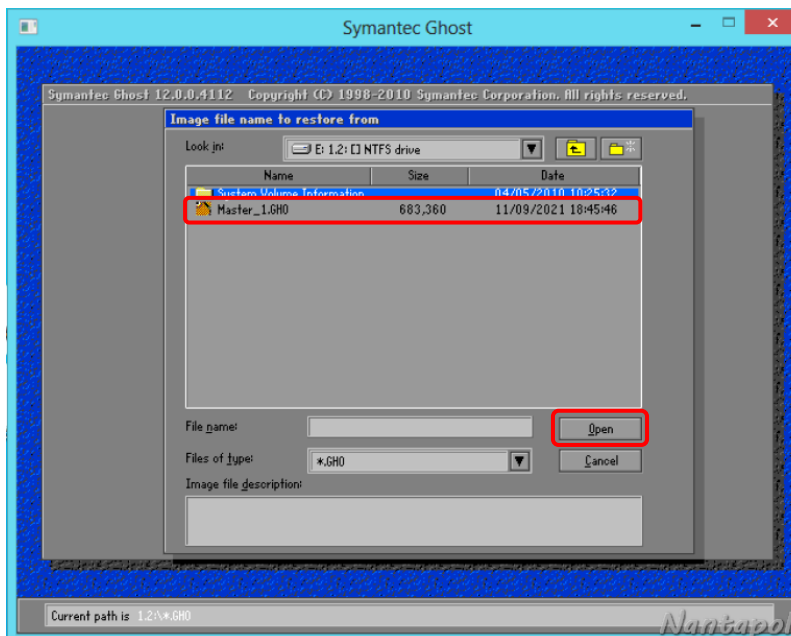 Symantec Ghost
Symantec Ghost 12.0.0.4112 Copyright (C) 1998-2010 Symantec Corporation. All rights reserved.
Image file name to restore from
Look in: E: 1.2: [] NTFS drive
Name Size Date
System Volume Information 04/05/2010 10:25:32
Master_1.GHO 683,360 11/09/2021 18:45:46
File name: Open
Files of type: *.GHO Cancel
Image file description:
Current path is 1.2:\*.GHO
Nantapol